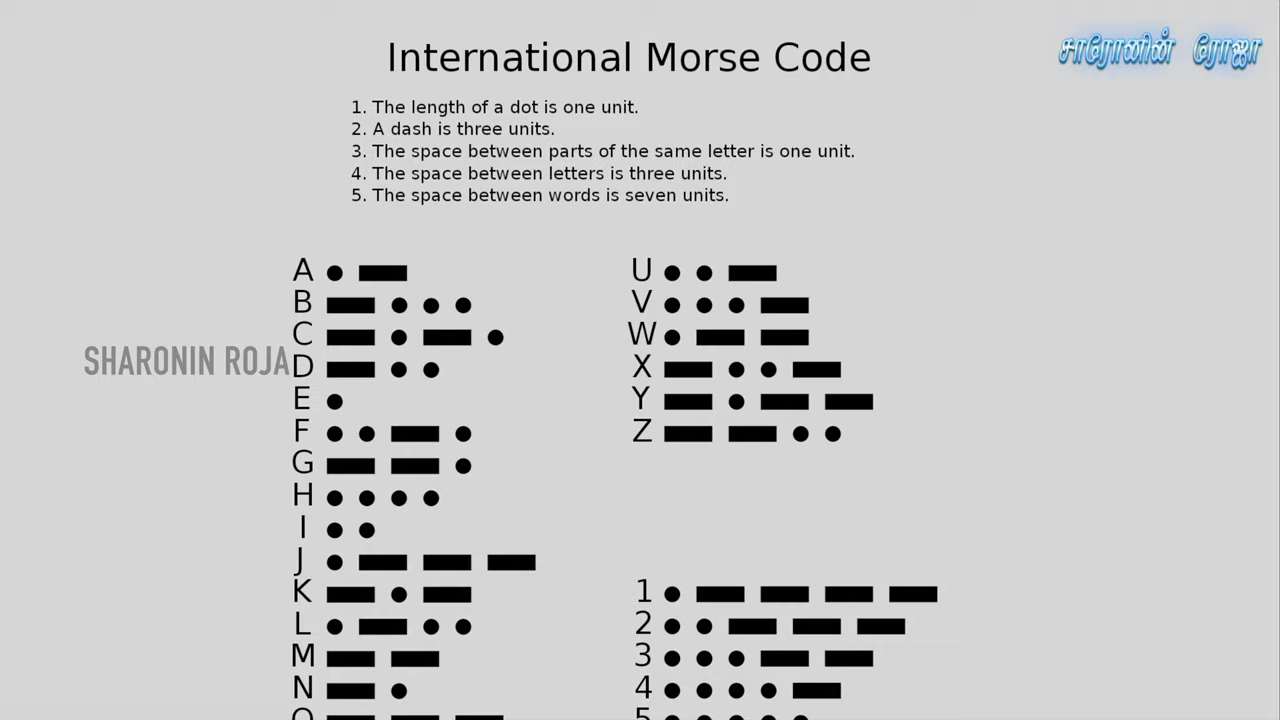 International Morse Code
சாரோனின் ரோஜா
1. The length of a dot is one unit.
2. A dash is three units.
3. The space between parts of the same letter is one unit.
4. The space between letters is three units.
5. The space between words is seven units.
SHARONIN ROJA
A
B
C
D
E
F
G
H
I
J
K
L
M
N
O
U
V
W
X
Y
Z
1
2
3
4
5